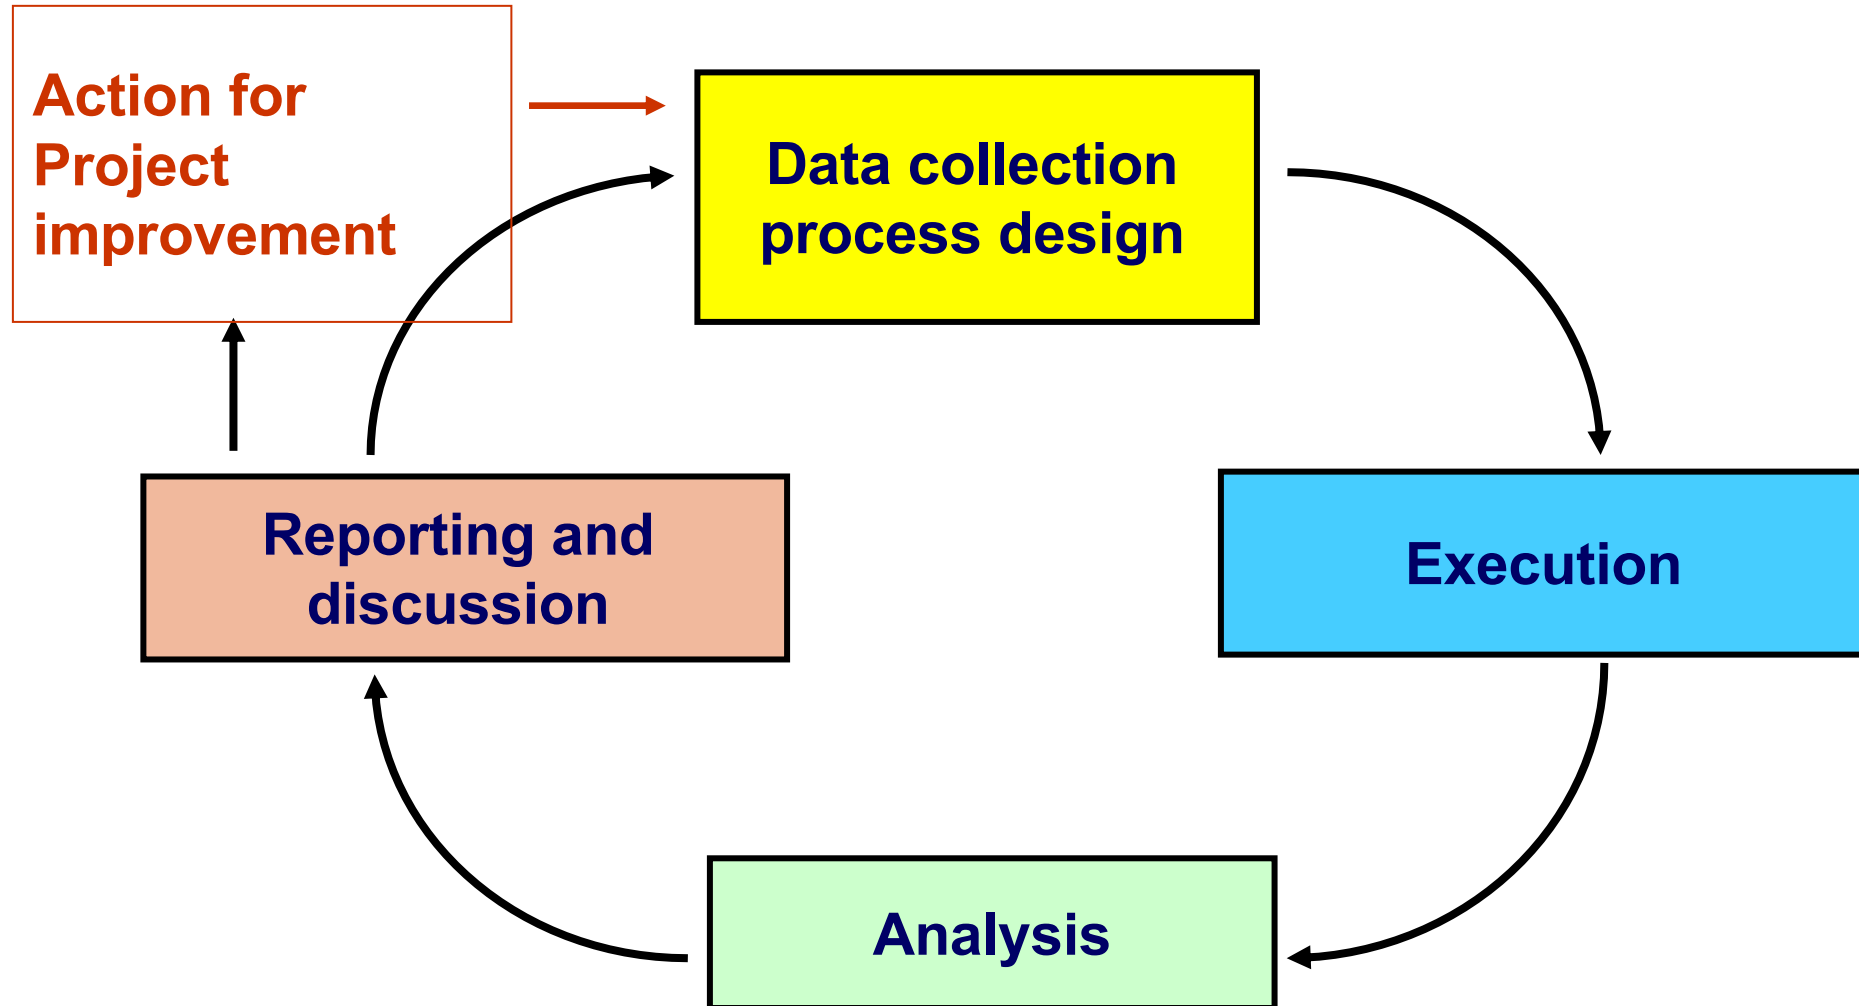 Action for
Project
improvement
Data collection
process design
Reporting and
discussion
Execution
Analysis